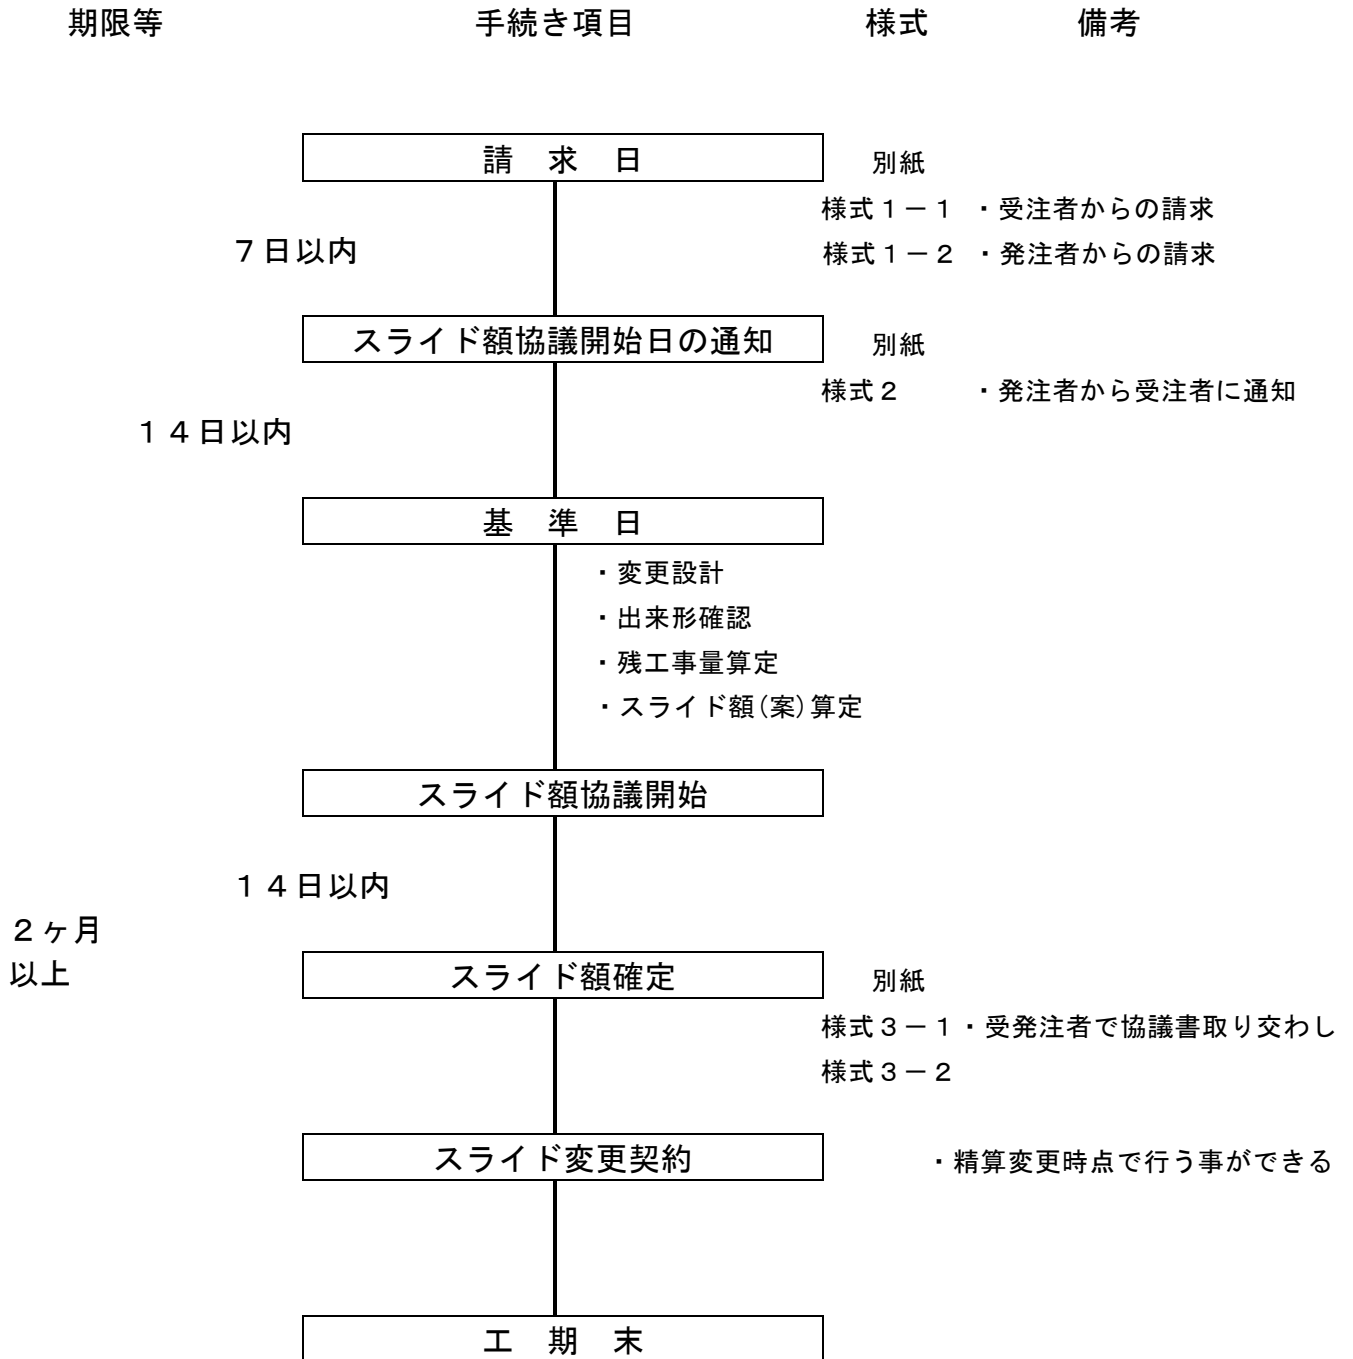 期限等 手続き項目 様式 備考
請 求 日 別紙
様式１－１ ・受注者からの請求
７日以内 様式１－２ ・発注者からの請求
スライド額協議開始日の通知 別紙
様式２ ・発注者から受注者に通知
１４日以内
基 準 日
・変更設計
・出来形確認
・残工事量算定
・スライド額(案)算定
スライド額協議開始
１４日以内
２ヶ月
以上
スライド額確定 別紙
様式３－１・受発注者で協議書取り交わし
様式３－２
スライド変更契約 ・精算変更時点で行う事ができる
工 期 末